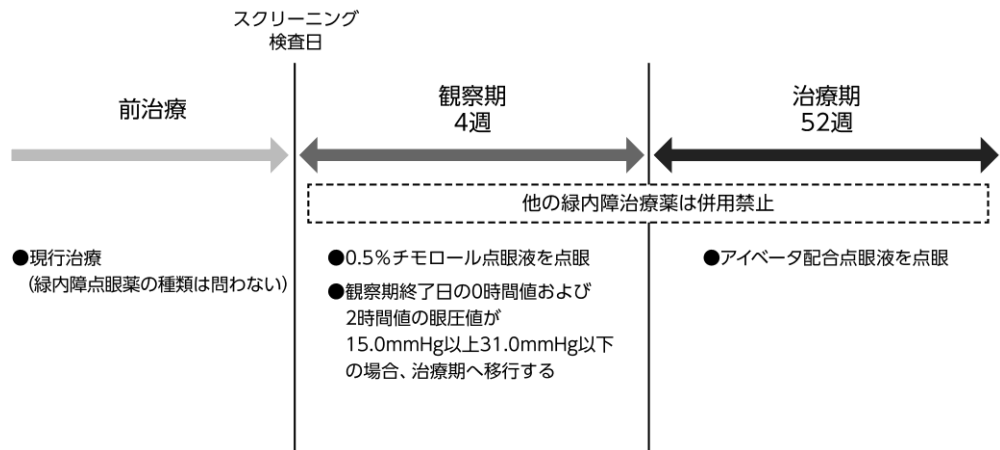 スクリーニング
検査日
前治療
観察期
4週
治療期
52週
他の緑内障治療薬は併用禁止
●現行治療
(緑内障点眼薬の種類は問わない)
●0.5%チモロール点眼液を点眼
●観察期終了日の0時間値および
2時間値の眼圧値が
15.0mmHg以上31.0mmHg以下
の場合、治療期へ移行する
●アイベータ配合点眼液を点眼